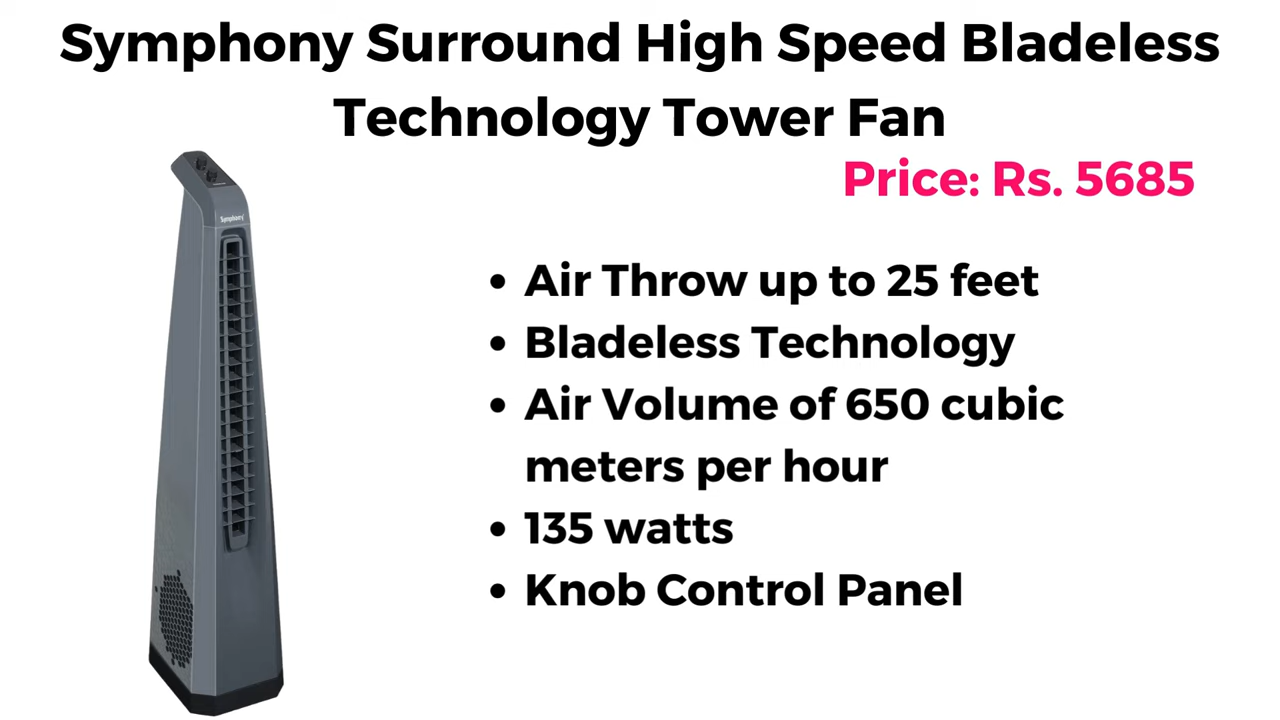 Symphony Surround High Speed Bladeless
Technology Tower Fan
Price: Rs. 5685
Symphony
• Air Throw up to 25 feet
• Bladeless Technology
• Air Volume of 650 cubic
meters per hour
• 135 watts
• Knob Control Panel